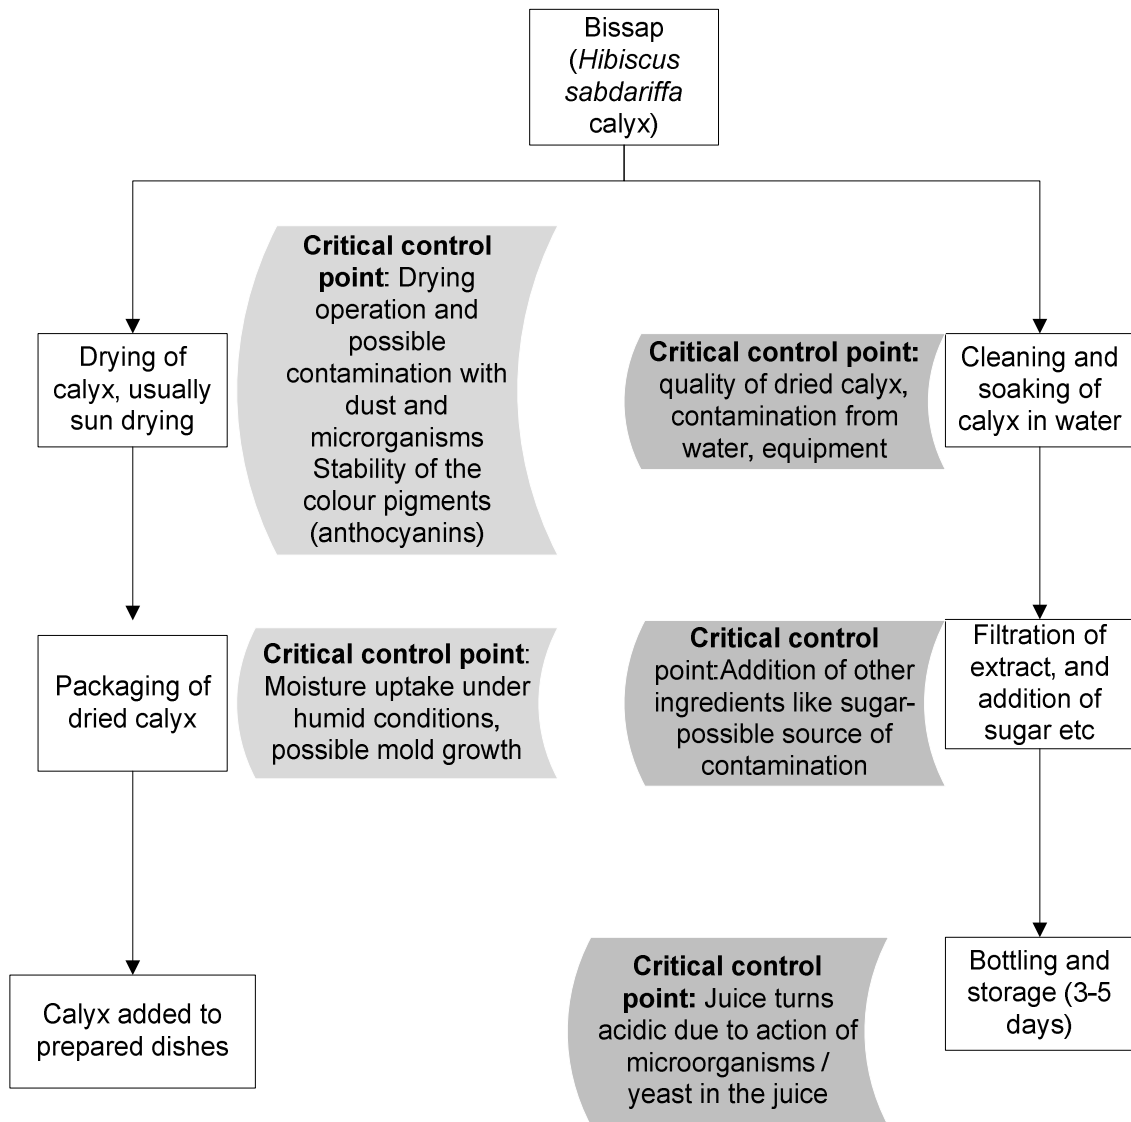 Bissap
(Hibiscus
sabdariffa
calyx)
Drying of
calyx, usually
sun drying
Critical control
point: Drying
operation and
possible
contamination with
dust and
microrganisms
Stability of the
colour pigments
(anthocyanins)
Critical control point:
quality of dried calyx,
contamination from
water, equipment
Cleaning and
soaking of
calyx in water
Packaging of
dried calyx
Critical control point:
Moisture uptake under
humid conditions,
possible mold growth
Critical control
point:Addition of other
ingredients like sugar-
possible source of
contamination
Filtration of
extract, and
addition of
sugar etc
Calyx added to
prepared dishes
Critical control
point: Juice turns
acidic due to action of
microorganisms /
yeast in the juice
Bottling and
storage (3-5
days)